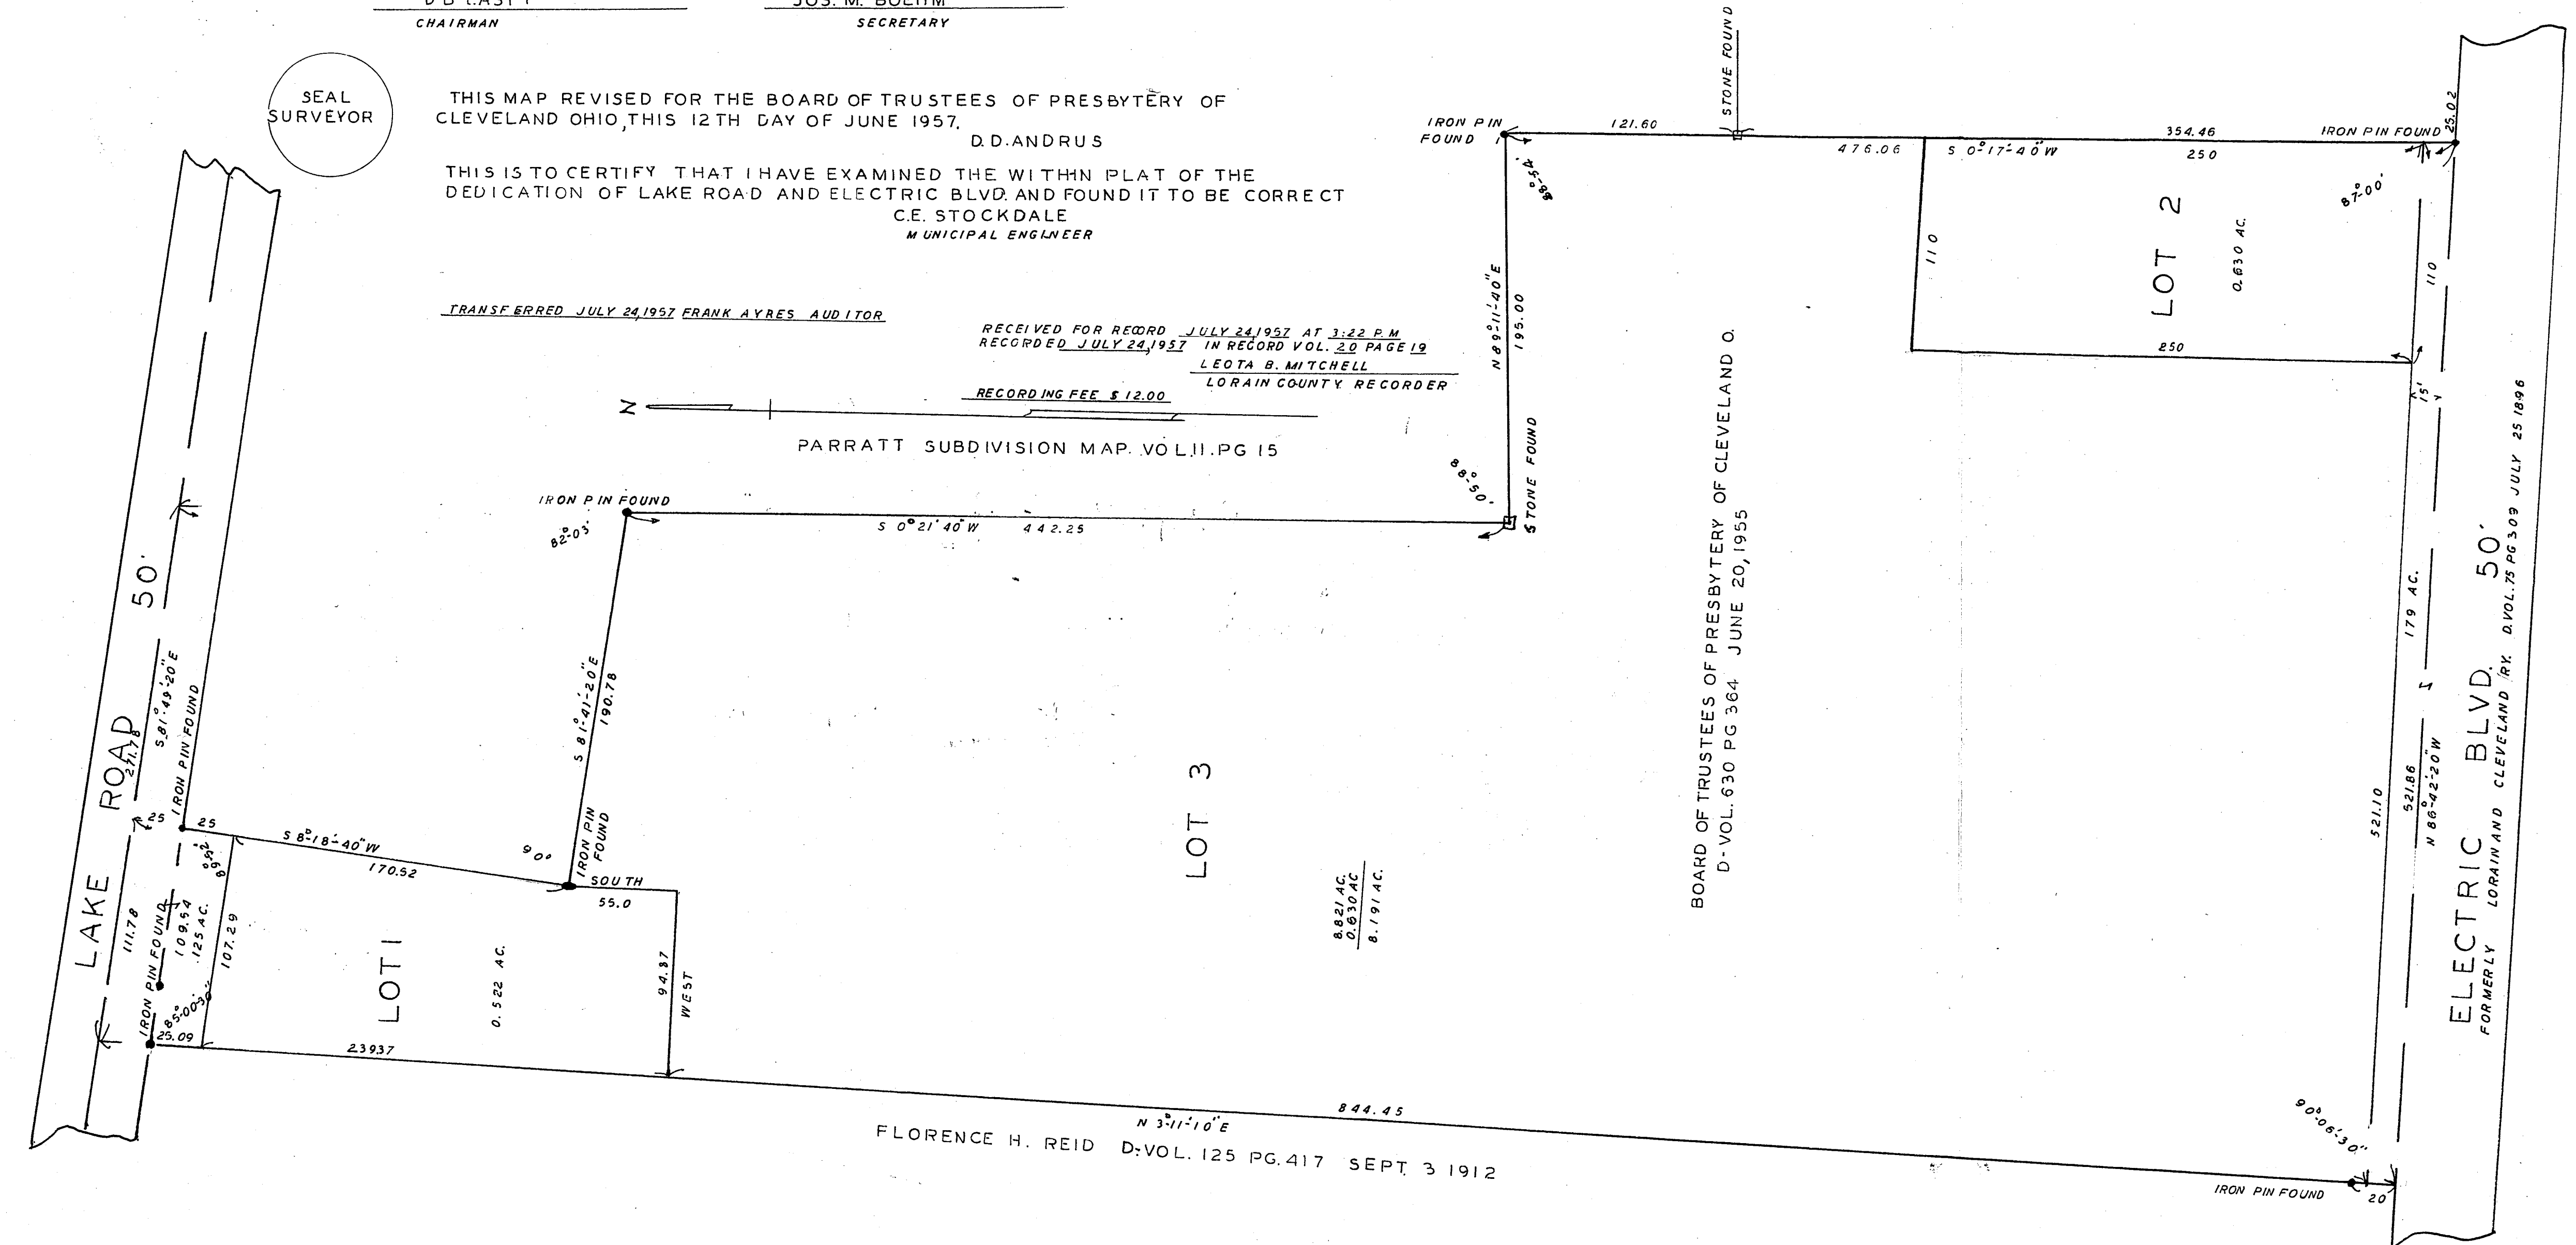 JOS. M. BOEHM
CHAIRMAN
SECRETARY
SEAL
SURVEYOR
THIS MAP REVISED FOR THE BOARD OF TRUSTEES OF PRESBYTERY OF
CLEVELAND OHIO, THIS 12TH DAY OF JUNE 1957.
D.D. ANDRUS
THIS IS TO CERTIFY THAT I HAVE EXAMINED THE WITHIN PLAT OF THE
DEDICATION OF LAKE ROAD AND ELECTRIC BLVD. AND FOUND IT TO BE CORRECT
C.E. STOCKDALE
MUNICIPAL ENGINEER
TRANSFERRED JULY 24,1957 FRANK AYRES AUDITOR
RECEIVED FOR RECORD JULY 24,1957 AT 3:22 P.M
RECORDED JULY 24,1957 IN RECORD VOL. 20 PAGE 19
LEOTA B. MITCHELL
LORAIN COUNTY RECORDER
RECORDING FEE $ 12.00
N
PARRATT SUBDIVISION MAP. VOL.11.PG 15
IRON PIN
FOUND
121.60
STONE FOUND
354.46
IRON PIN FOUND
25.02
476.06
S 0°-17'-40"W
250
88°-54'
87°-00'
N 89°-11'-40"E
195.00
110
LOT 2
0.630 AC.
110
250
15'
88°-50'
STONE FOUND
IRON PIN FOUND
82°-03'
S 0°21'40"W
442.25
S 81°-41'-20"E
190.78
IRON PIN
FOUND
90°
SOUTH
55.0
94.87
WEST
LAKE ROAD 50'
271.78
S 81°-49'-20"E
IRON PIN FOUND
25
25
S 8°-18'-40"W
170.52
89°-52'
111.78
IRON PIN FOUND
109.54
.125 AC.
107.29
85°-00'-30"
25.09
239.37
LOT 1
0.522 AC.
LOT 3
8.821 AC.
0.630 AC
8.191 AC.
BOARD OF TRUSTEES OF PRESBYTERY OF CLEVELAND O.
D-VOL. 630 PG 364 JUNE 20, 1955
179 AC.
521.10
521.86
N 86°-42'-20"W
ELECTRIC BLVD. 50'
FORMERLY LORAIN AND CLEVELAND RY. D.VOL.75 PG 309 JULY 25 1896
844.45
N 3°-11'-10"E
FLORENCE H. REID D-VOL. 125 PG. 417 SEPT. 3 1912
90°-06'-30"
IRON PIN FOUND
20